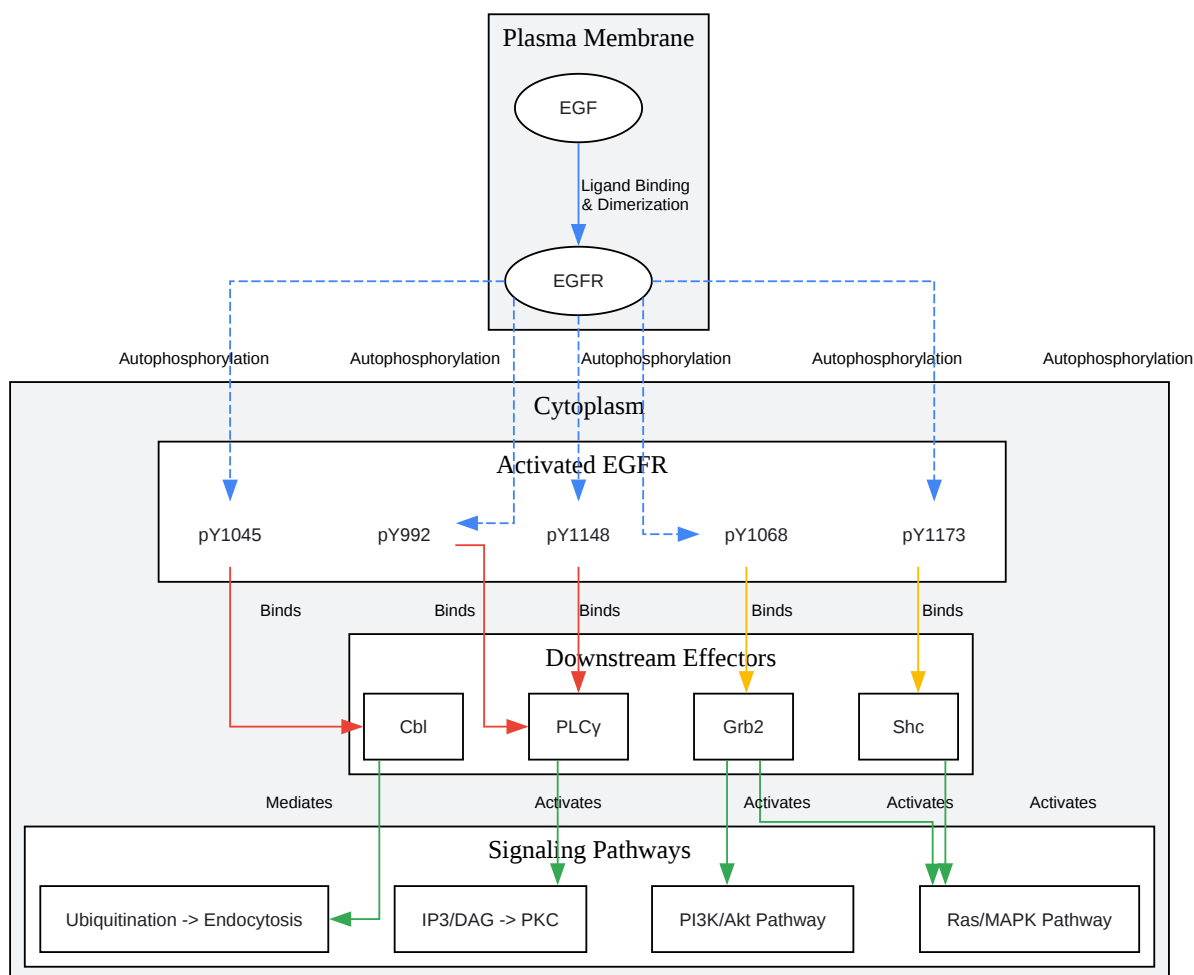 Plasma Membrane
EGF
Ligand Binding
& Dimerization
EGFR
Autophosphorylation
Autophosphorylation
Autophosphorylation
Autophosphorylation
Autophosphorylation
Cytoplasm
Activated EGFR
pY1045
pY992
pY1148
pY1068
pY1173
Binds
Binds
Binds
Binds
Binds
Downstream Effectors
Cbl
PLCγ
Grb2
Shc
Mediates
Activates
Activates
Activates
Activates
Signaling Pathways
Ubiquitination -> Endocytosis
IP3/DAG -> PKC
PI3K/Akt Pathway
Ras/MAPK Pathway